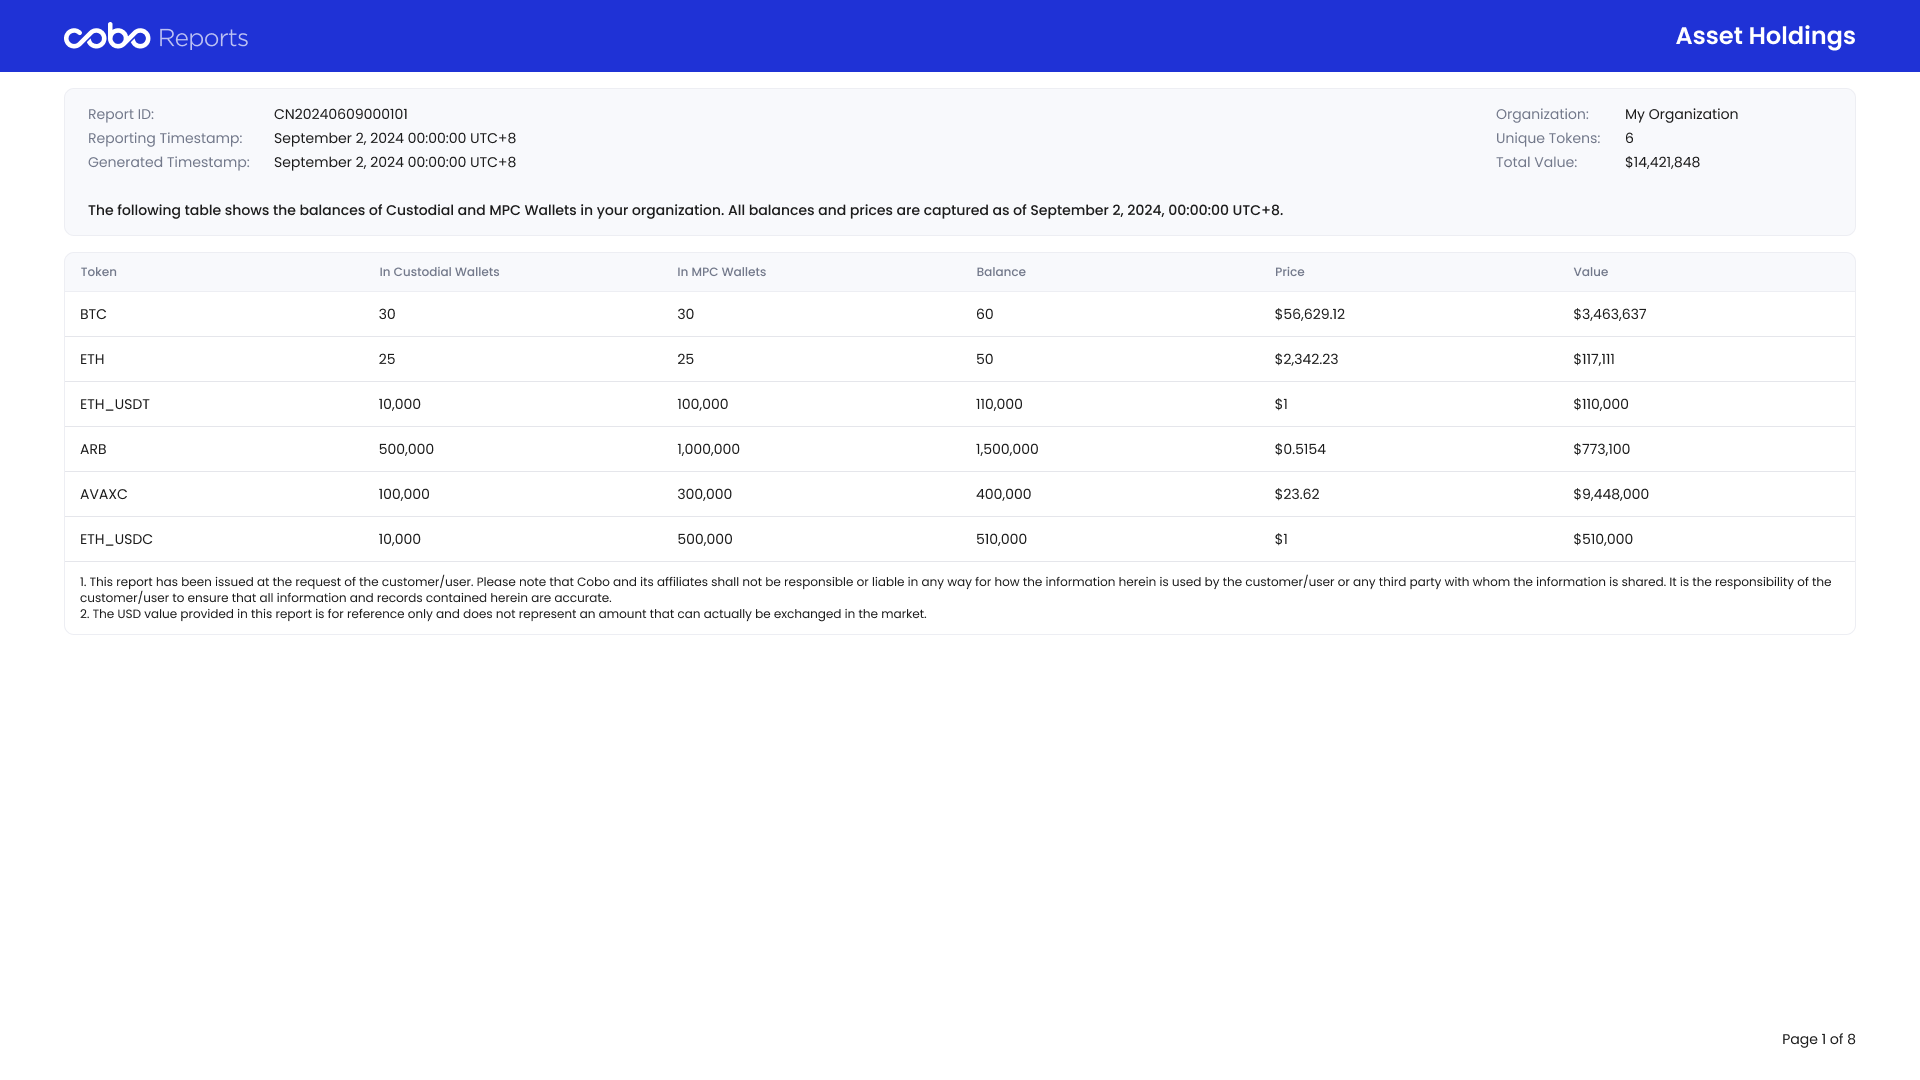 cobo Reports
Asset Holdings
Report ID: CN20240609000101
Organization: My Organization
Reporting Timestamp: September 2, 2024 00:00:00 UTC+8
Unique Tokens: 6
Generated Timestamp: September 2, 2024 00:00:00 UTC+8
Total Value: $14,421,848
The following table shows the balances of Custodial and MPC Wallets in your organization. All balances and prices are captured as of September 2, 2024, 00:00:00 UTC+8.
Token In Custodial Wallets In MPC Wallets Balance Price Value
BTC 30 30 60 $56,629.12 $3,463,637
ETH 25 25 50 $2,342.23 $117,111
ETH_USDT 10,000 100,000 110,000 $1 $110,000
ARB 500,000 1,000,000 1,500,000 $0.5154 $773,100
AVAXC 100,000 300,000 400,000 $23.62 $9,448,000
ETH_USDC 10,000 500,000 510,000 $1 $510,000
1. This report has been issued at the request of the customer/user. Please note that Cobo and its affiliates shall not be responsible or liable in any way for how the information herein is used by the customer/user or any third party with whom the information is shared. It is the responsibility of the
customer/user to ensure that all information and records contained herein are accurate.
2. The USD value provided in this report is for reference only and does not represent an amount that can actually be exchanged in the market.
Page 1 of 8